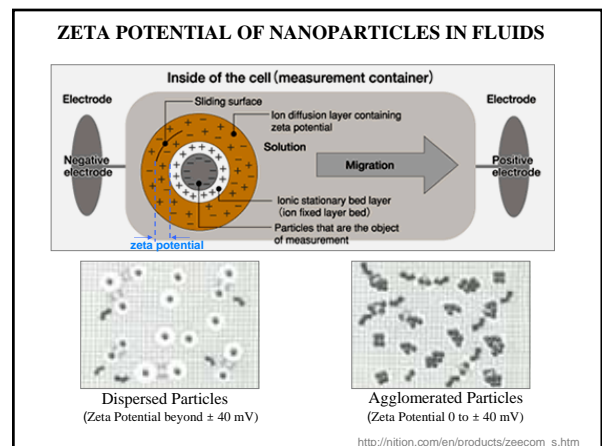 ZETA POTENTIAL OF NANOPARTICLES IN FLUIDS
Inside of the cell (measurement container)
Electrode
Sliding surface
Electrode
Ion diffusion layer containing
zeta potential
Solution
Negative
electrode
Migration
Positive
electrode
Ionic stationary bed layer
(ion fixed layer bed)
Particles that are the object
of measurement
zeta potential
Dispersed Particles
(Zeta Potential beyond ± 40 mV)
Agglomerated Particles
(Zeta Potential 0 to ± 40 mV)
http://nition.com/en/products/zeecom_s.htm